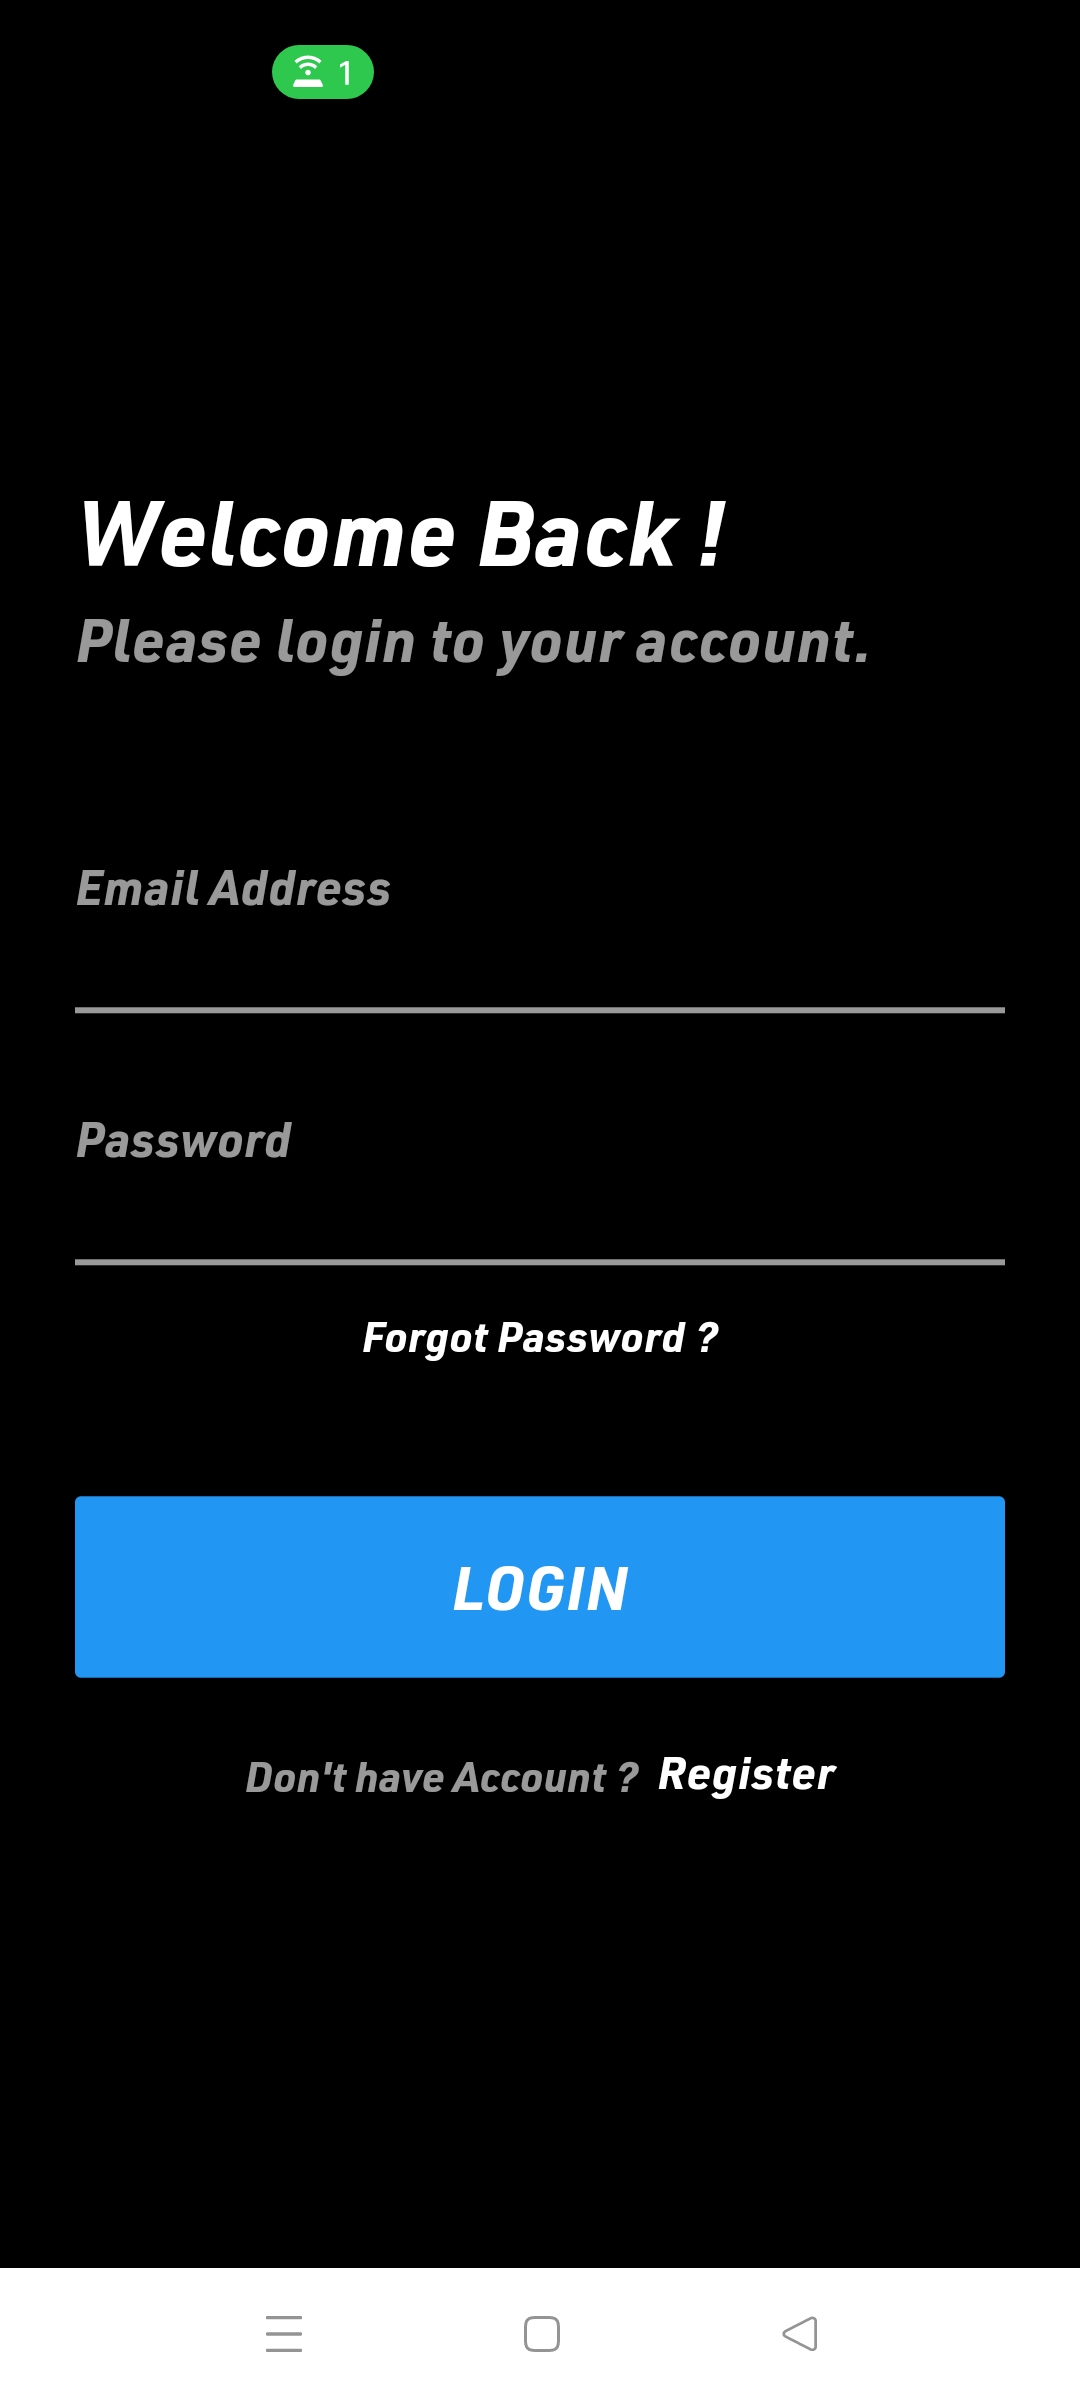 1
Welcome Back !
Please login to your account.
Email Address
Password
Forgot Password ?
LOGIN
Don't have Account ? Register